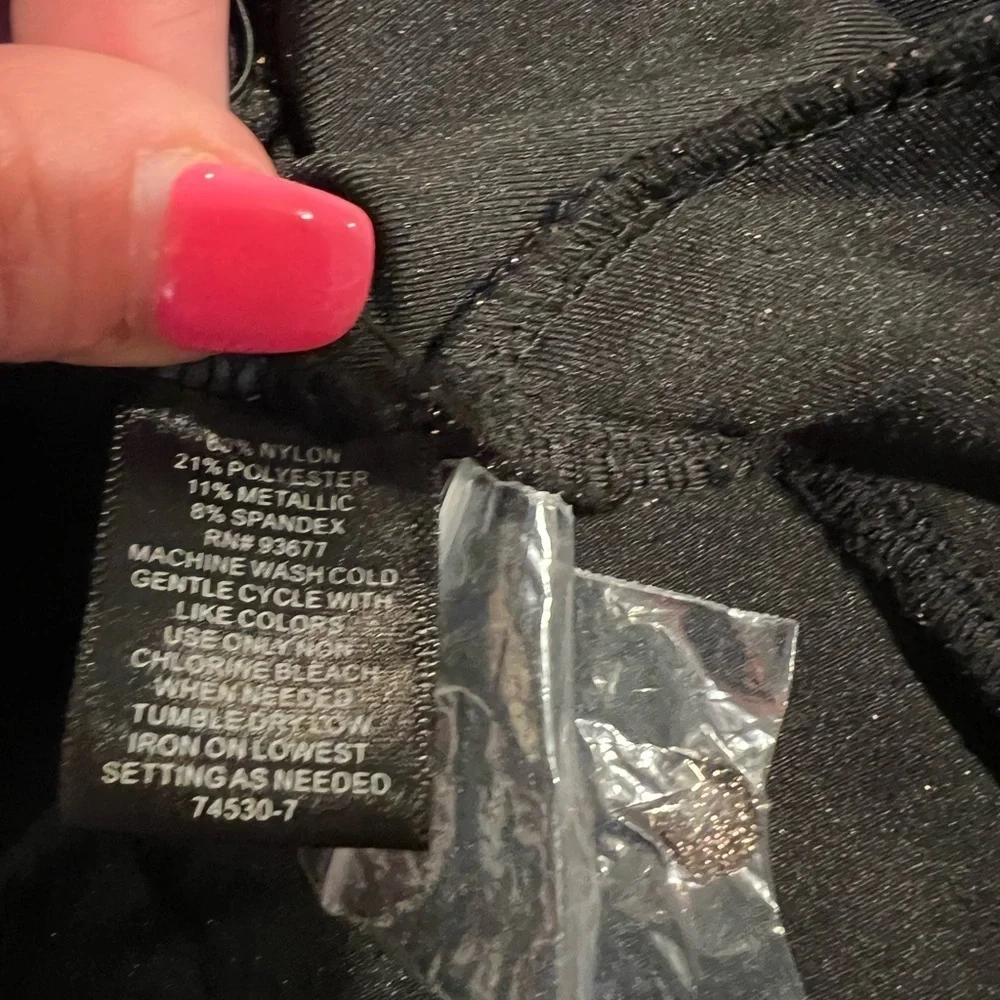 60% NYLON
21% POLYESTER
11% METALLIC
8% SPANDEX
RN# 93677
MACHINE WASH COLD
GENTLE CYCLE WITH
LIKE COLORS
USE ONLY NON
CHLORINE BLEACH
WHEN NEEDED
TUMBLE DRY LOW
IRON ON LOWEST
SETTING AS NEEDED
74530-7